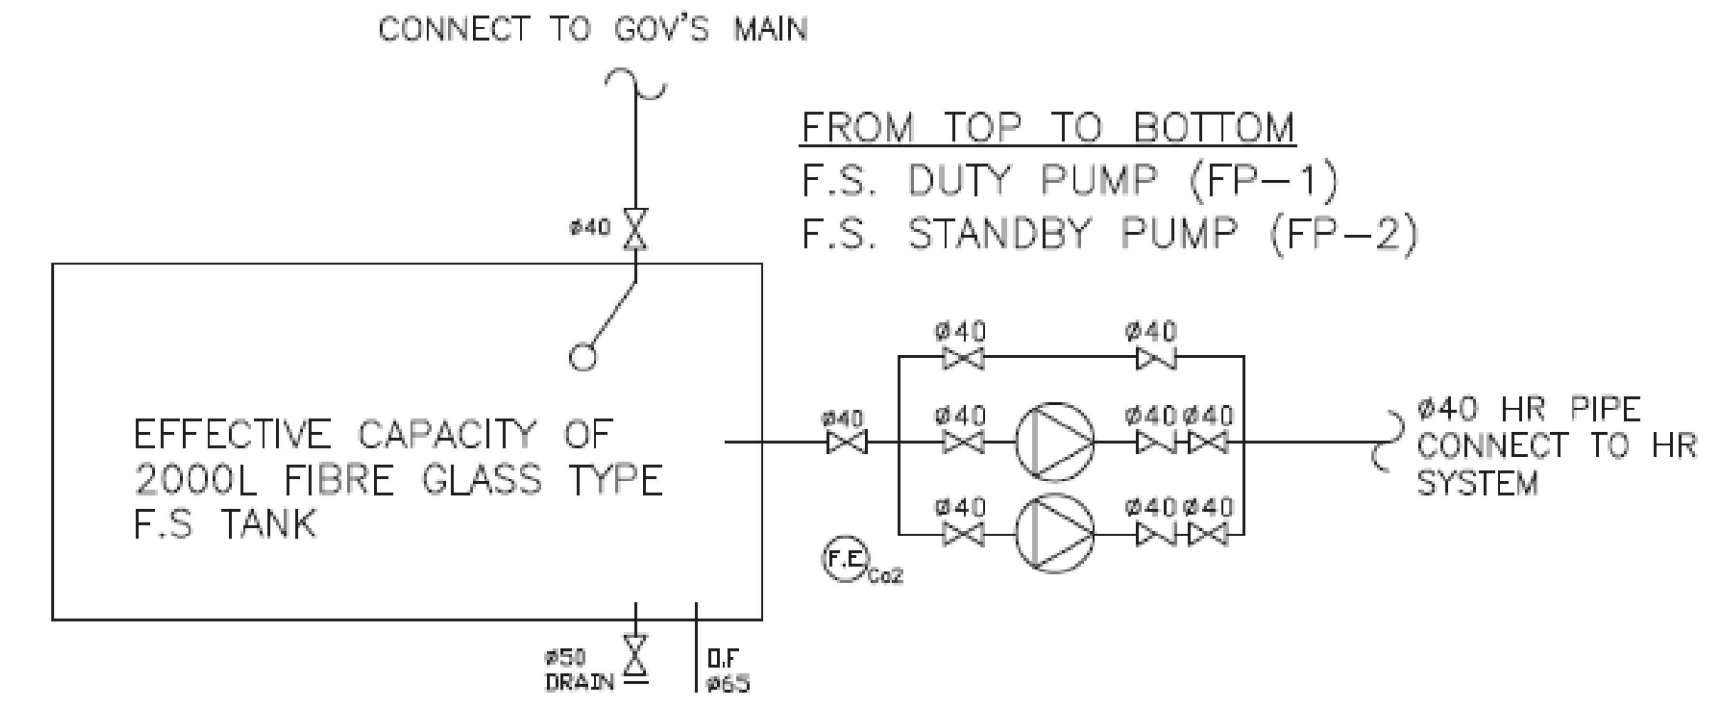 CONNECT TO GOV'S MAIN
FROM TOP TO BOTTOM
F.S. DUTY PUMP (FP-1)
F.S. STANDBY PUMP (FP-2)
ø40
ø40 ø40
EFFECTIVE CAPACITY OF
2000L FIBRE GLASS TYPE
F.S TANK
ø40
ø40 ø40 ø40
ø40 ø40 ø40
ø40 HR PIPE
CONNECT TO HR
SYSTEM
F.E Co2
ø50
DRAIN
O.F
ø65